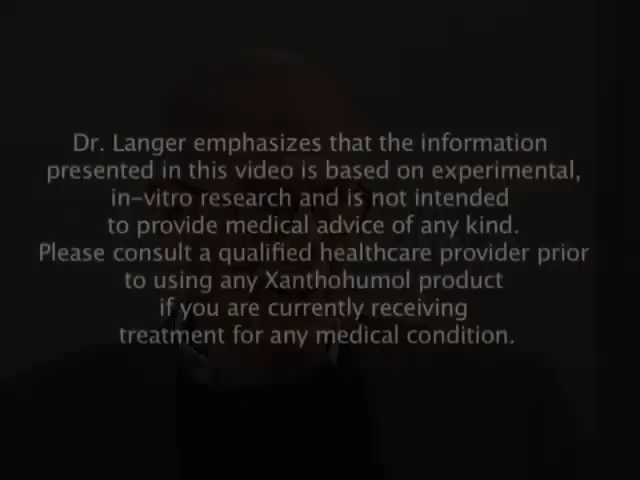 Dr. Langer emphasizes that the information
presented in this video is based on experimental,
in-vitro research and is not intended
to provide medical advice of any kind.
Please consult a qualified healthcare provider prior
to using any Xanthohumol product
if you are currently receiving
treatment for any medical condition.